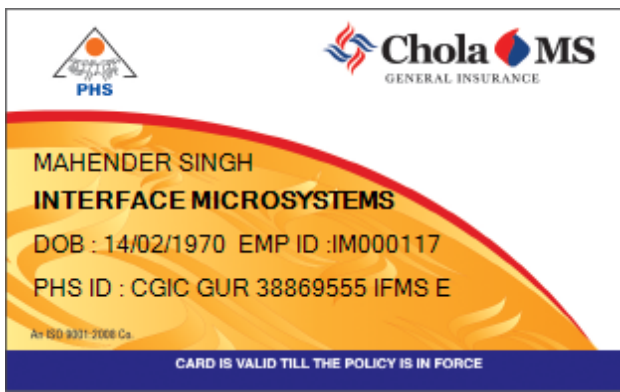 PHS
Chola MS
GENERAL INSURANCE
MAHENDER SINGH
INTERFACE MICROSYSTEMS
DOB : 14/02/1970 EMP ID :IM000117
PHS ID : CGIC GUR 38869555 IFMS E
An ISO 9001:2008 Co.
CARD IS VALID TILL THE POLICY IS IN FORCE